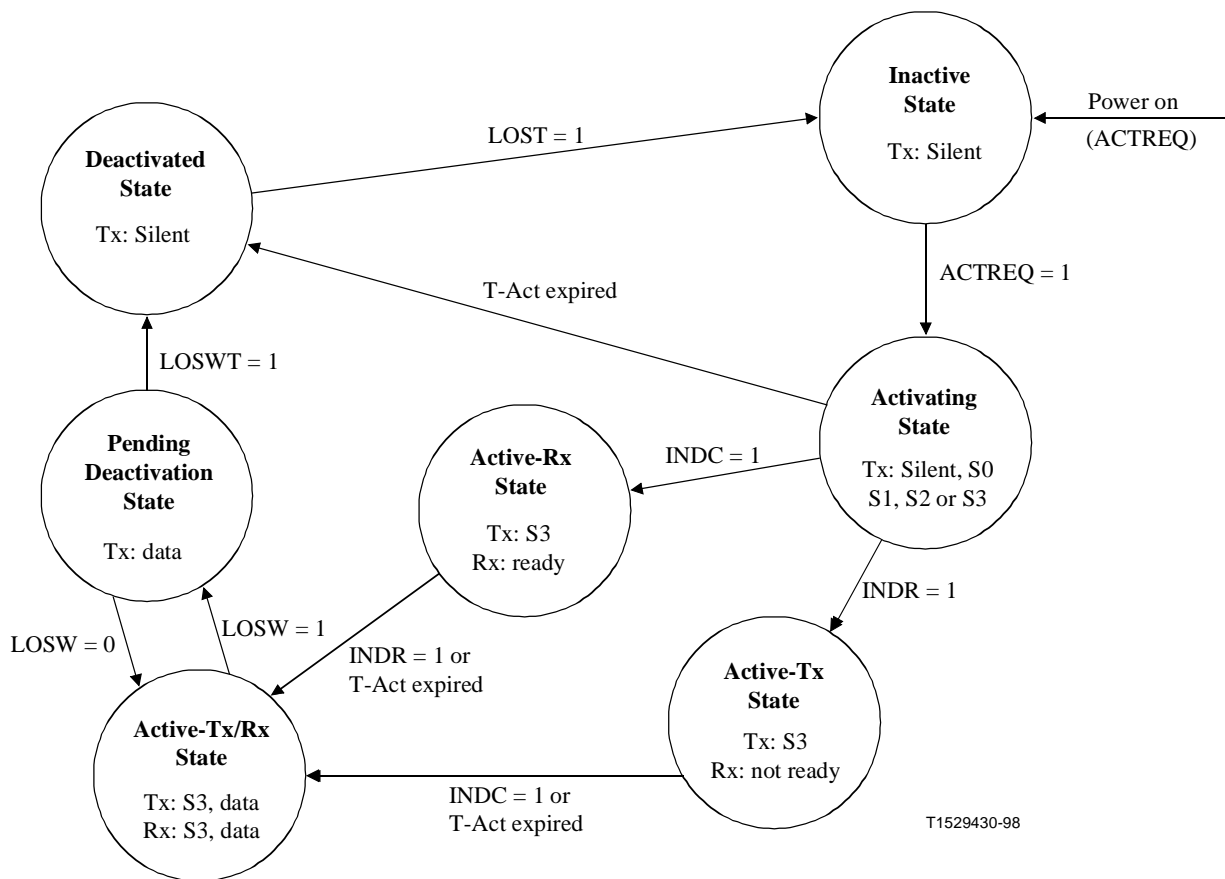 Inactive
State
Tx: Silent
Power on
(ACTREQ)
LOST = 1
Deactivated
State
Tx: Silent
ACTREQ = 1
T-Act expired
LOSWT = 1
Activating
State
Tx: Silent, S0
S1, S2 or S3
Pending
Deactivation
State
Tx: data
Active-Rx
State
Tx: S3
Rx: ready
INDC = 1
INDR = 1
LOSW = 0
LOSW = 1
INDR = 1 or
T-Act expired
Active-Tx
State
Tx: S3
Rx: not ready
Active-Tx/Rx
State
Tx: S3, data
Rx: S3, data
INDC = 1 or
T-Act expired
T1529430-98